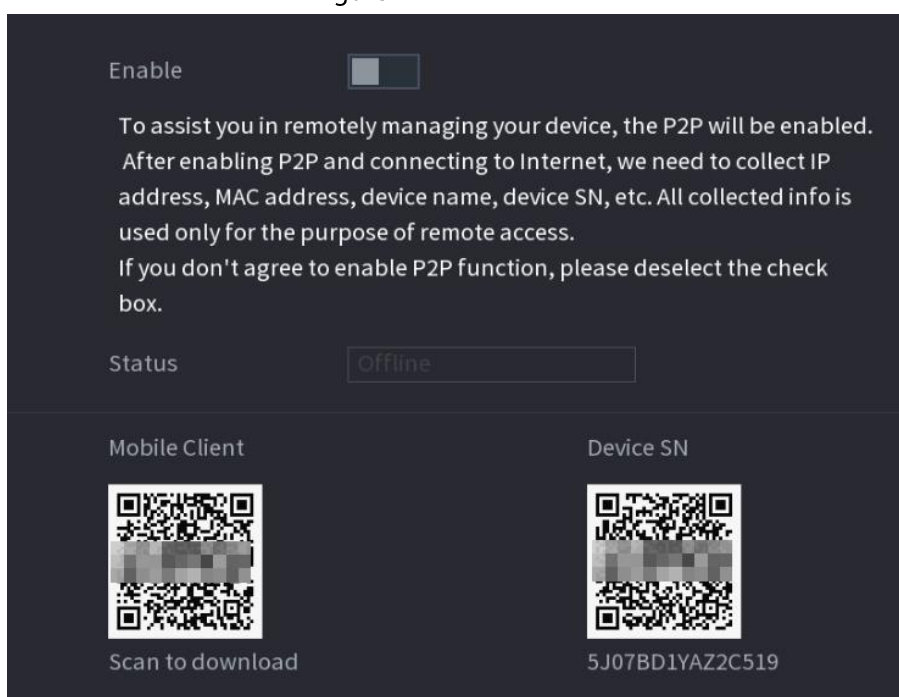 Enable
To assist you in remotely managing your device, the P2P will be enabled.
After enabling P2P and connecting to Internet, we need to collect IP
address, MAC address, device name, device SN, etc. All collected info is
used only for the purpose of remote access.
If you don't agree to enable P2P function, please deselect the check
box.
Status
Offline
Mobile Client
Device SN
Scan to download
5J07BD1YAZ2C519